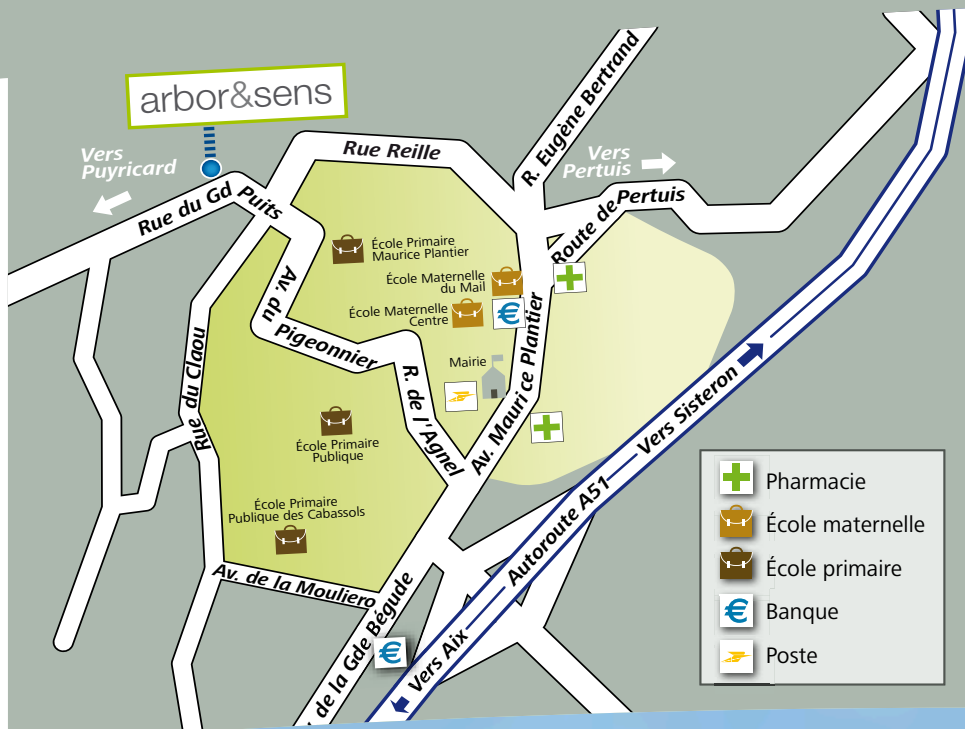 arbor&sens
Vers
Puyricard
Rue du Gd Puits
Rue Reille
R. Eugène Bertrand
Vers
Pertuis
Route de Pertuis
École Primaire
Maurice Plantier
École Maternelle
du Mail
École Maternelle
Centre
Av. du Pigeonnier
Mairie
R. de l'Agnel
Av. Maurice Plantier
Rue du Claou
École Primaire
Publique
École Primaire
Publique des Cabassols
Av. de la Mouliero
de la Gde Bégude
Vers Aix
Autoroute A51
Vers Sisteron
Pharmacie
École maternelle
École primaire
€ Banque
Poste
€
€